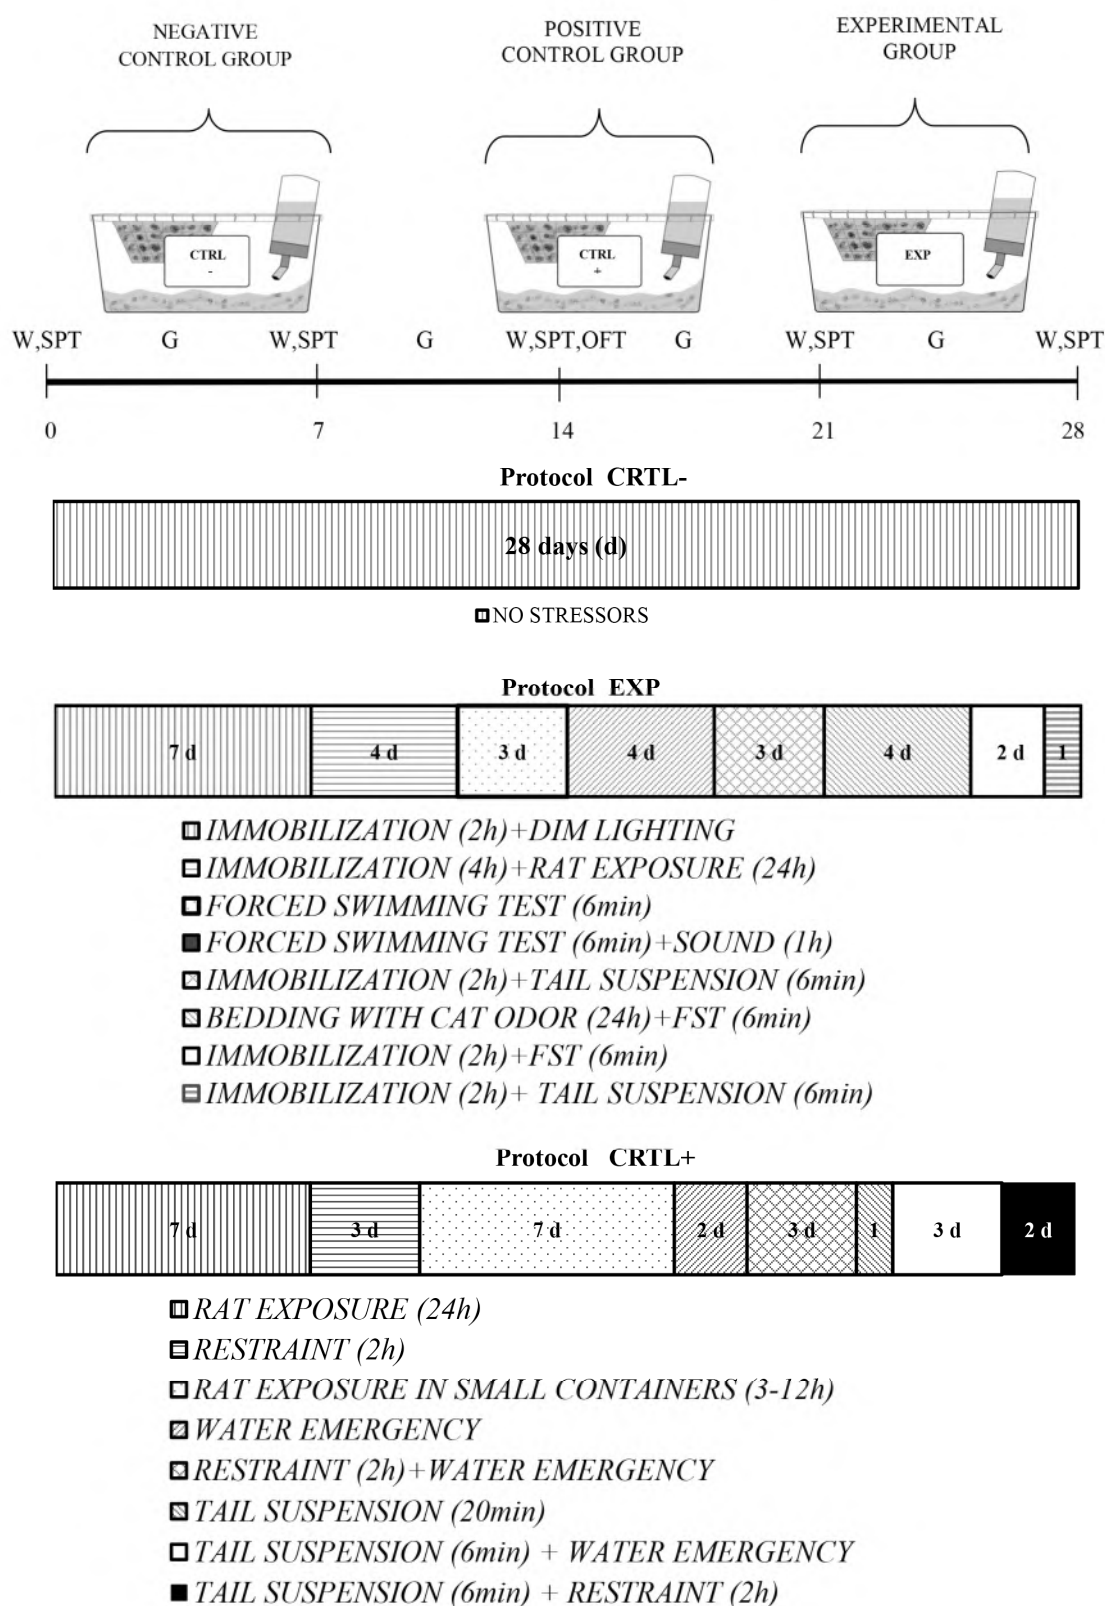 NEGATIVE
CONTROL GROUP
POSITIVE
CONTROL GROUP
EXPERIMENTAL
GROUP
CTRL
-
CTRL
+
EXP
W,SPT G W,SPT G W,SPT,OFT G W,SPT G W,SPT
0 7 14 21 28
Protocol CRTL-
28 days (d)
NO STRESSORS
Protocol EXP
7 d 4 d 3 d 4 d 3 d 4 d 2 d 1
IMMOBILIZATION (2h)+DIM LIGHTING
IMMOBILIZATION (4h)+RAT EXPOSURE (24h)
FORCED SWIMMING TEST (6min)
FORCED SWIMMING TEST (6min)+SOUND (1h)
IMMOBILIZATION (2h)+TAIL SUSPENSION (6min)
BEDDING WITH CAT ODOR (24h)+FST (6min)
IMMOBILIZATION (2h)+FST (6min)
IMMOBILIZATION (2h)+ TAIL SUSPENSION (6min)
Protocol CRTL+
7 d 3 d 7 d 2 d 3 d 1 3 d 2 d
RAT EXPOSURE (24h)
RESTRAINT (2h)
RAT EXPOSURE IN SMALL CONTAINERS (3-12h)
WATER EMERGENCY
RESTRAINT (2h)+WATER EMERGENCY
TAIL SUSPENSION (20min)
TAIL SUSPENSION (6min) + WATER EMERGENCY
TAIL SUSPENSION (6min) + RESTRAINT (2h)